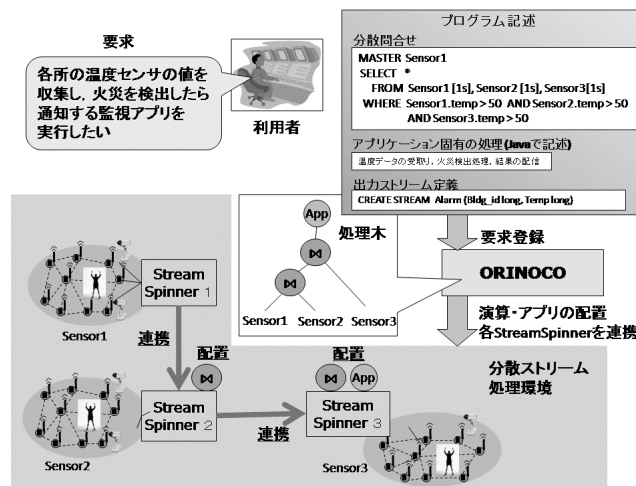 要求
各所の温度センサの値を
収集し，火災を検出したら
通知する監視アプリを
実行したい
利用者
プログラム記述
分散問合せ
MASTER Sensor1
SELECT *
FROM Sensor1 [1s], Sensor2 [1s], Sensor3[1s]
WHERE Sensor1.temp > 50 AND Sensor2.temp > 50
AND Sensor3.temp > 50
アプリケーション固有の処理(Javaで記述)
温度データの受取り，火災検出処理，結果の配信
出力ストリーム定義
CREATE STREAM Alarm (Bldg_id long, Temp long)
App
処理木
⋈
⋈
Sensor1
Sensor2
Sensor3
要求登録
ORINOCO
演算・アプリの配置
各StreamSpinnerを連携
Stream
Spinner 1
Sensor1
連携
配置
⋈
配置
⋈
App
分散ストリーム
処理環境
Stream
Spinner 2
Sensor2
連携
Stream
Spinner 3
Sensor3